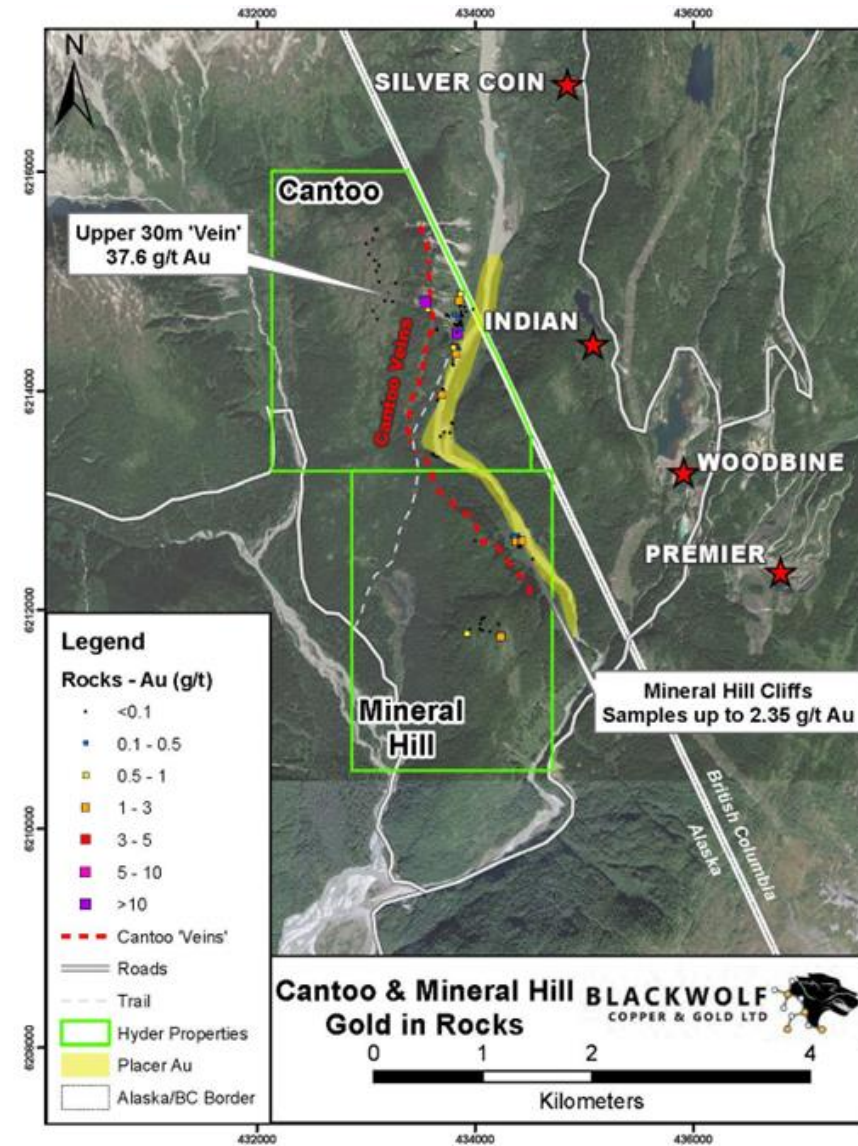 432000
434000
436000
N
SILVER COIN
6216000
Cantoo
Upper 30m 'Vein'
37.6 g/t Au
INDIAN
Cantoo Veins
6214000
WOODBINE
PREMIER
6212000
Legend
Rocks - Au (g/t)
<0.1
0.1 - 0.5
0.5 - 1
1 - 3
3 - 5
5 - 10
>10
Cantoo 'Veins'
Roads
Trail
Hyder Properties
Placer Au
Alaska/BC Border
Mineral Hill Cliffs
Samples up to 2.35 g/t Au
Mineral
Hill
6210000
British Columbia
Alaska
Cantoo & Mineral Hill
Gold in Rocks
BLACKWOLF
COPPER & GOLD LTD
0 1 2 4
Kilometers
6208000
432000
434000
436000